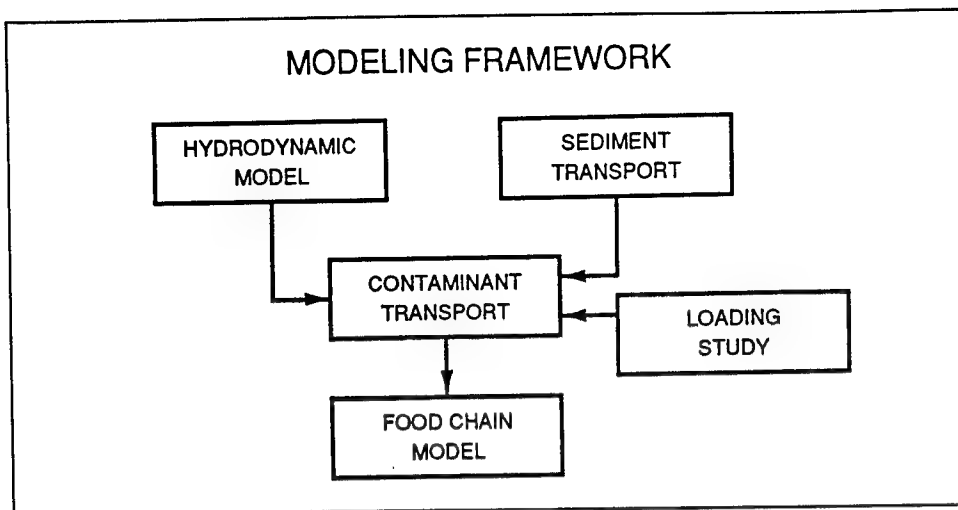 MODELING FRAMEWORK
HYDRODYNAMIC
MODEL
SEDIMENT
TRANSPORT
CONTAMINANT
TRANSPORT
LOADING
STUDY
FOOD CHAIN
MODEL